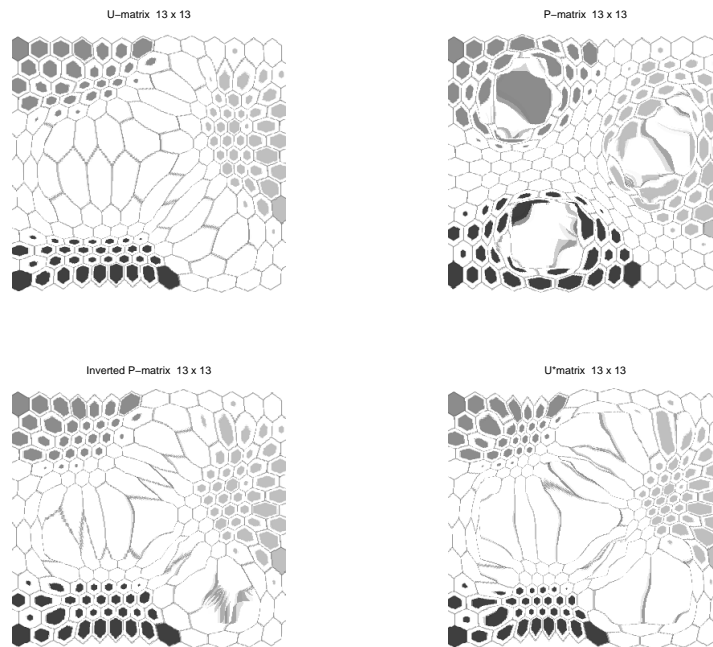 U−matrix 13 x 13
P−matrix 13 x 13
Inverted P−matrix 13 x 13
U*matrix 13 x 13